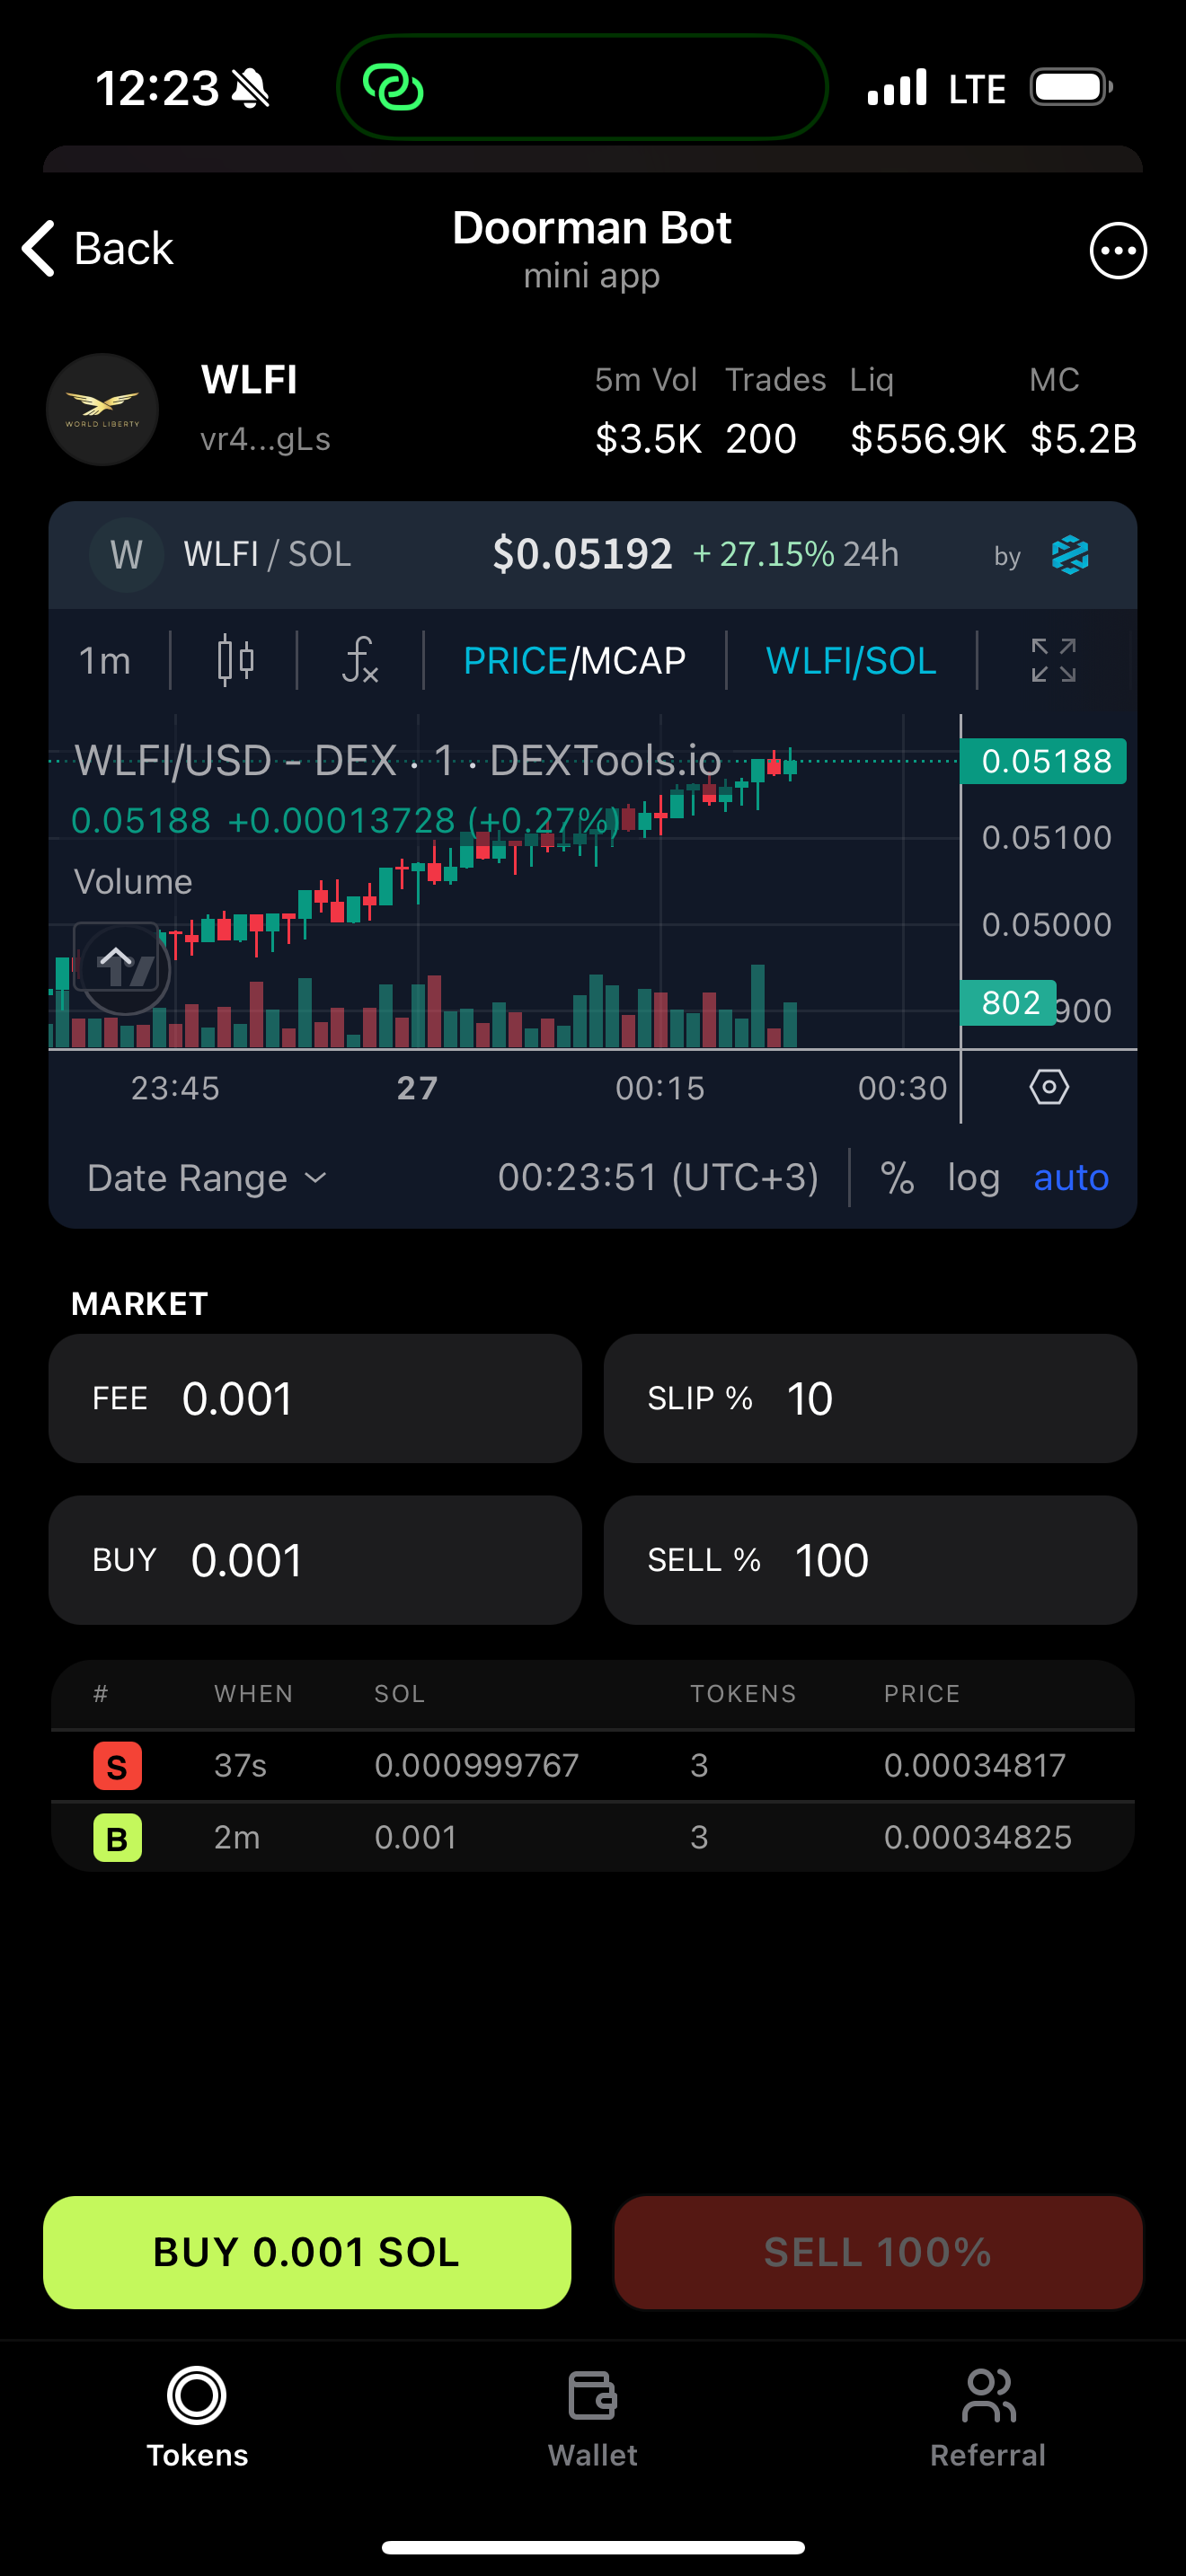 12:23
LTE
Back
Doorman Bot
mini app
WORLD LIBERTY
WLFI
vr4...gLs
5m Vol Trades Liq MC
$3.5K 200 $556.9K $5.2B
W WLFI / SOL $0.05192 + 27.15% 24h by
1m fx PRICE/MCAP WLFI/SOL
WLFI/USD - DEX · 1 · DEXTools.io
0.05188 +0.00013728 (+0.27%)
Volume
0.05188
0.05100
0.05000
802 900
23:45 27 00:15 00:30
Date Range 00:23:51 (UTC+3) % log auto
MARKET
FEE 0.001 SLIP % 10
BUY 0.001 SELL % 100
# WHEN SOL TOKENS PRICE
S 37s 0.000999767 3 0.00034817
B 2m 0.001 3 0.00034825
BUY 0.001 SOL SELL 100%
Tokens Wallet Referral